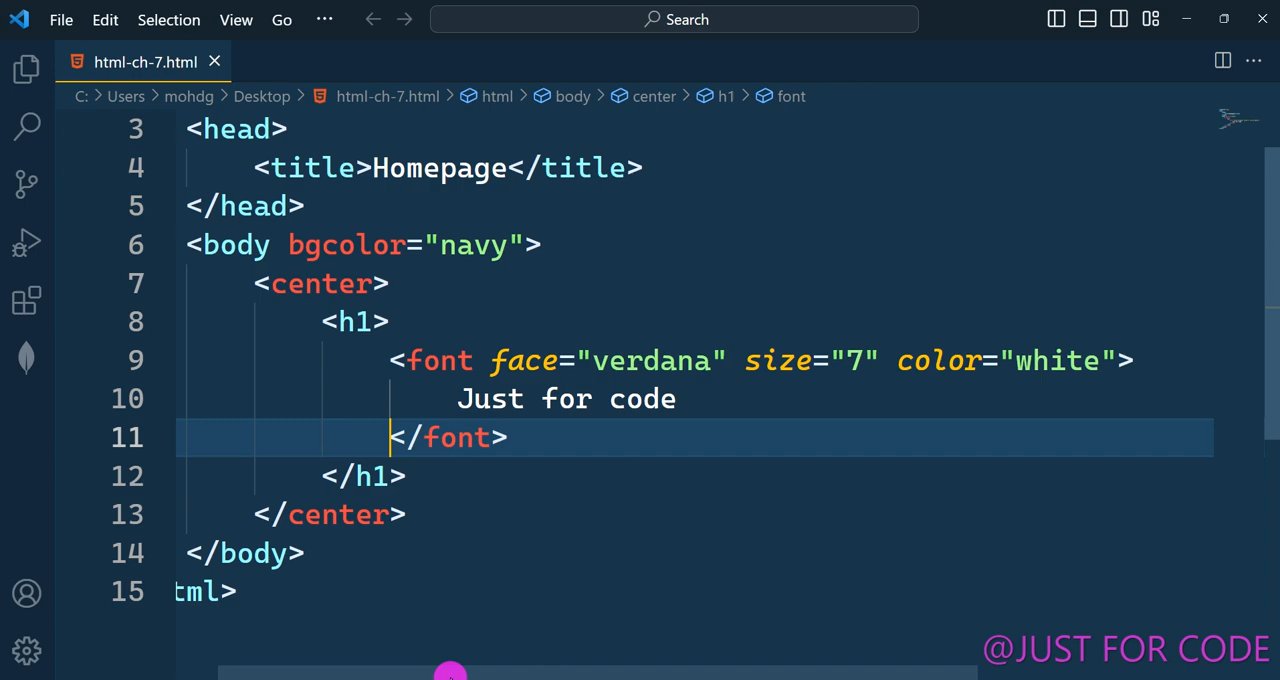 File Edit Selection View Go ··· Search
html-ch-7.html
C: > Users > mohdg > Desktop > html-ch-7.html > html > body > center > h1 > font
3 <head>
4 <title>Homepage</title>
5 </head>
6 <body bgcolor="navy">
7 <center>
8 <h1>
9 <font face="verdana" size="7" color="white">
10 Just for code
11 </font>
12 </h1>
13 </center>
14 </body>
15 tml>
@JUST FOR CODE